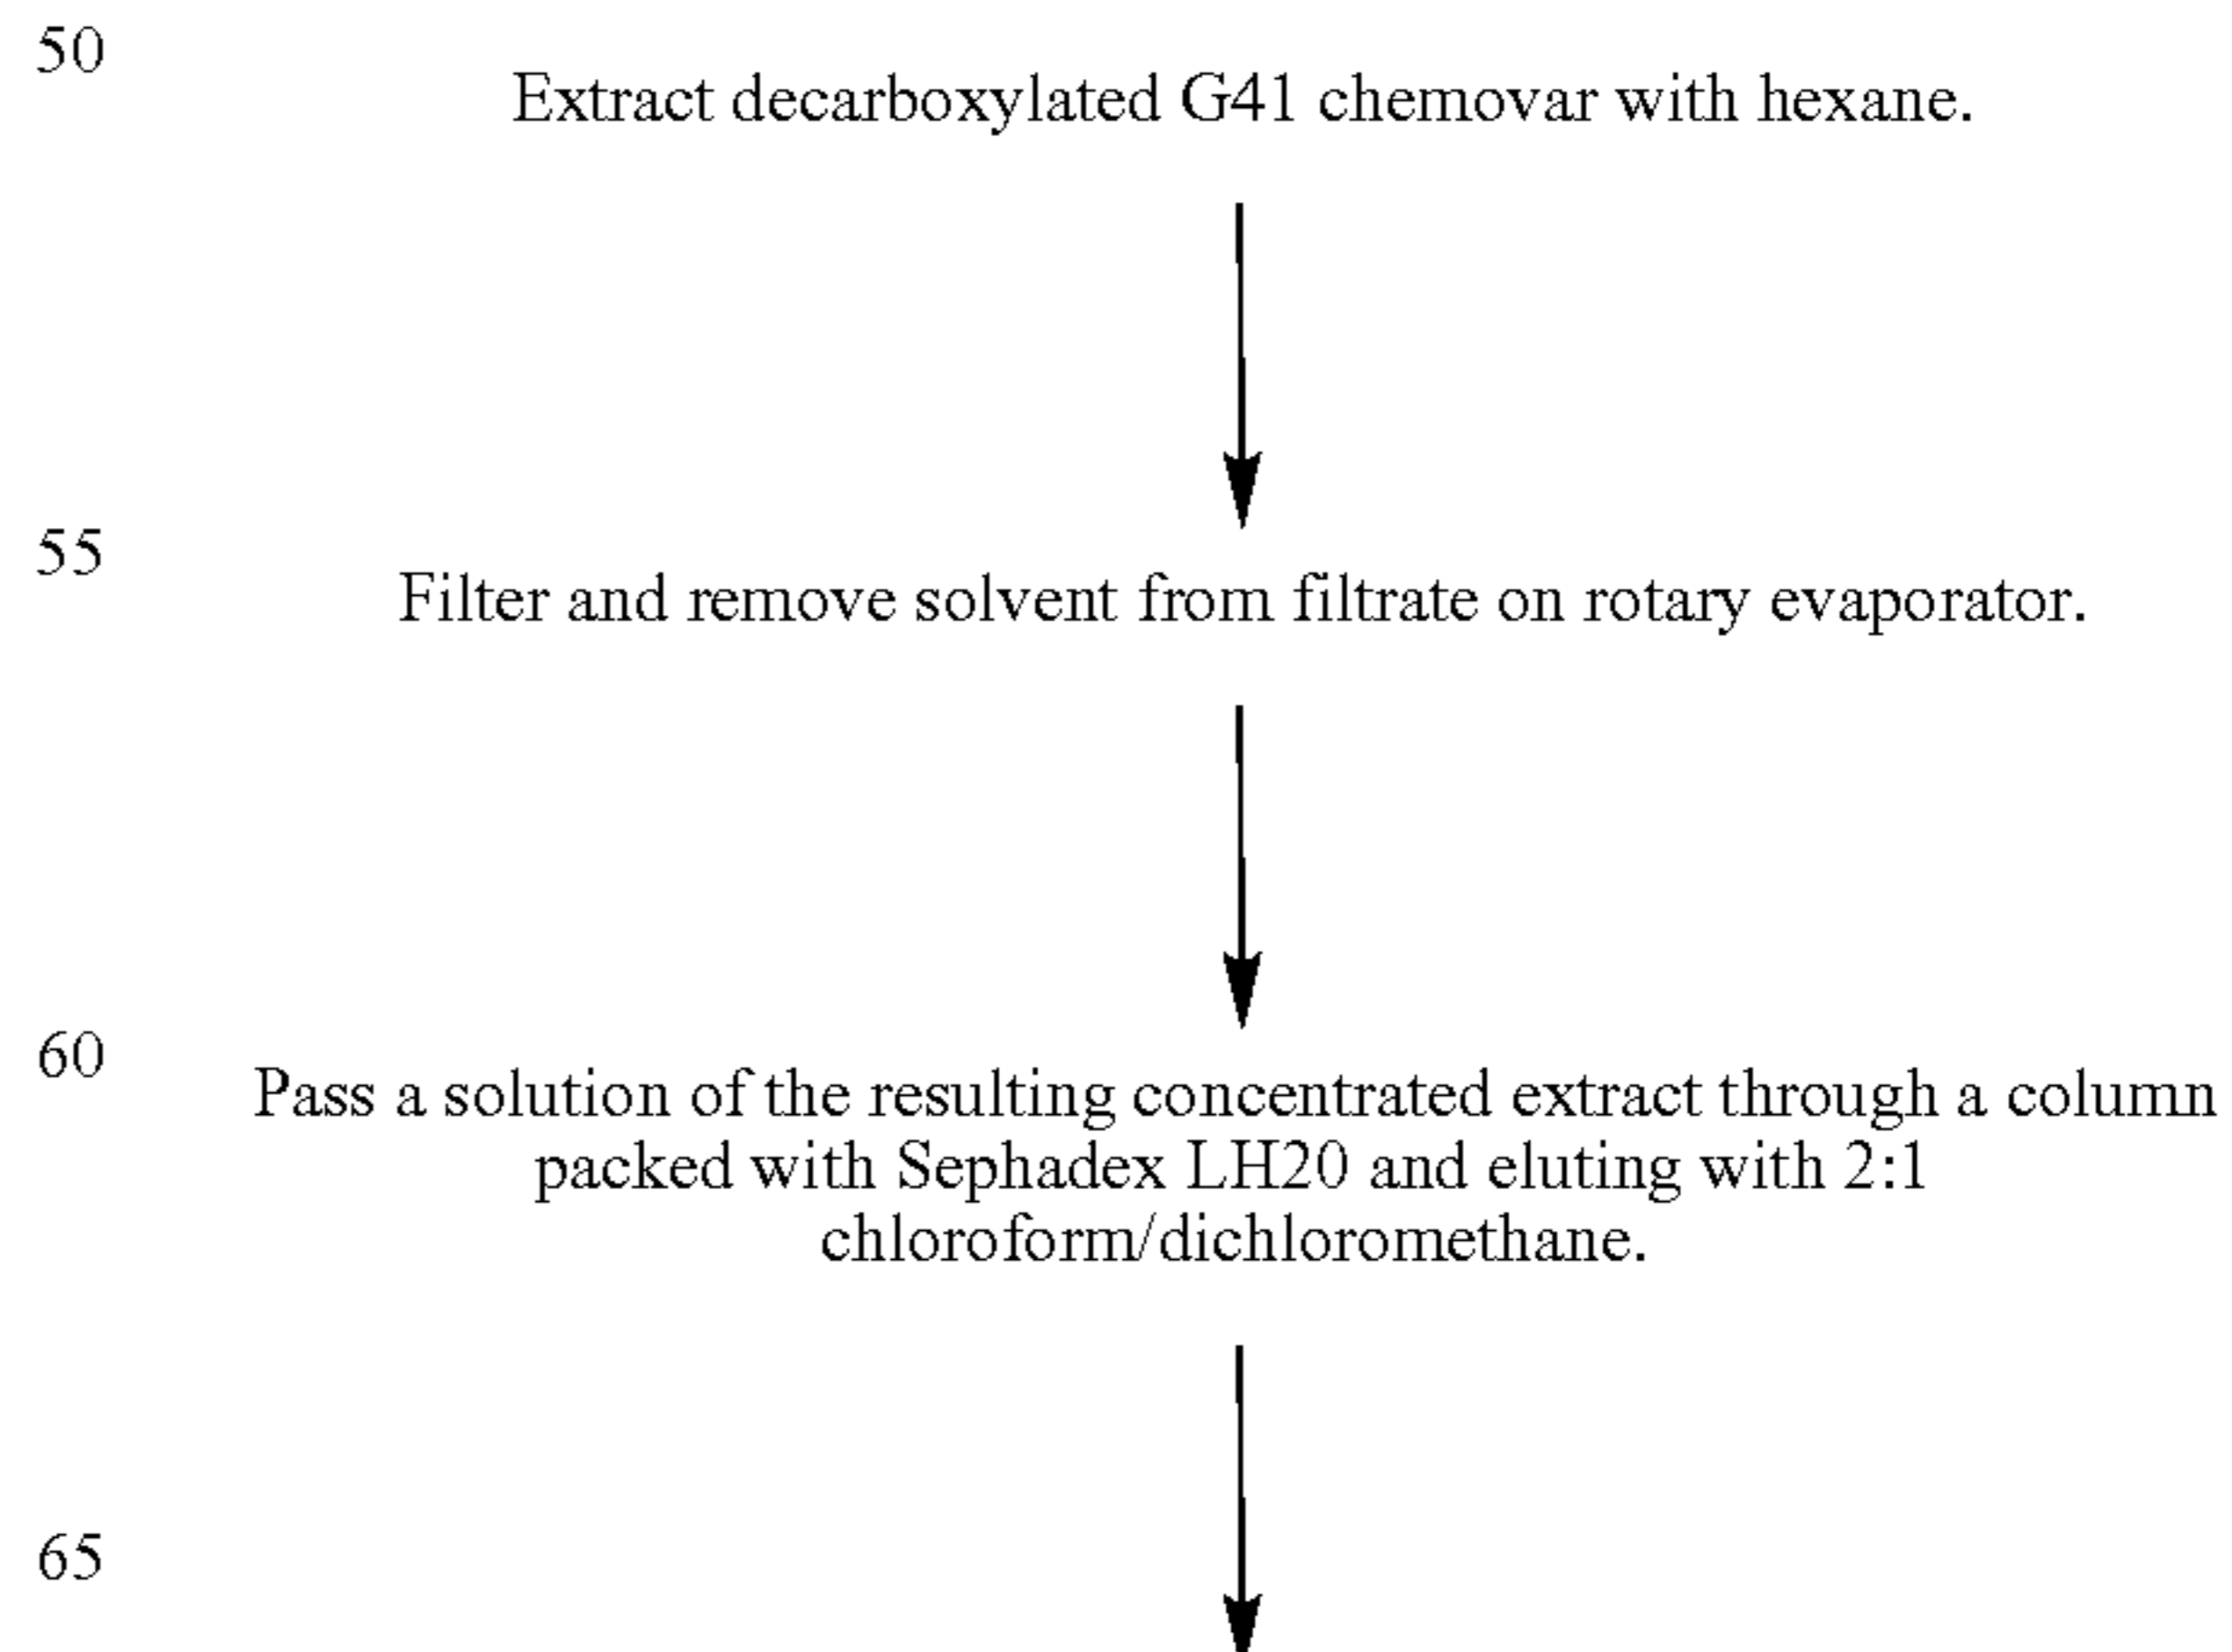 50
Extract decarboxylated G41 chemovar with hexane.
55
Filter and remove solvent from filtrate on rotary evaporator.
60
Pass a solution of the resulting concentrated extract through a column
packed with Sephadex LH20 and eluting with 2:1
chloroform/dichloromethane.
65